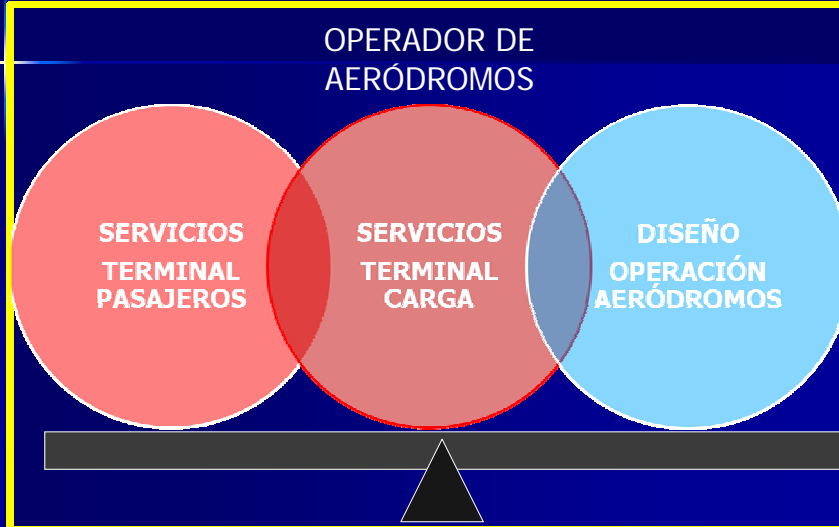 OPERADOR DE
AERÓDROMOS
SERVICIOS
TERMINAL
PASAJEROS
SERVICIOS
TERMINAL
CARGA
DISEÑO
OPERACIÓN
AERÓDROMOS